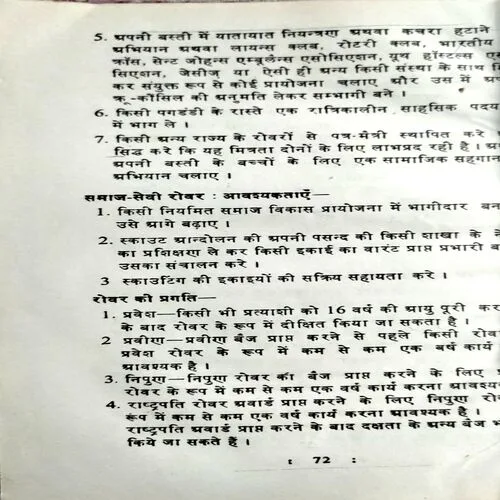 5. अपनी बस्ती में यातायात नियन्त्रण अथवा कचरा हटाने
अभियान अथवा लायन्स क्लब, रोटरी क्लब, भारतीय
क्रॉस, सेन्ट जोहन्स एम्बूलैन्स एसोसिएशन, यूथ हॉस्टल्स एस
सिएशन, जेसीज या ऐसी ही अन्य किसी संस्था के साथ मि
कर संयुक्त रूप से कोई प्रायोजना चलाए और उस में अप
क्रू-कौंसिल की अनुमति लेकर सम्भागी बने ।
6. किसी पगडंडी के रास्ते एक रात्रिकालीन साहसिक पदय
में भाग ले ।
7. किसी अन्य राज्य के रोवरों से पत्र-मैत्री स्थापित करे
सिद्ध करे कि यह मित्रता दोनों के लिए लाभप्रद रही है । अ
अपनी बस्ती के बच्चों के लिए एक सामाजिक सहगान
अभियान चलाए ।
समाज-सेवी रोवर : आवश्यकताएँ—
1. किसी नियमित समाज विकास प्रायोजना में भागीदार बन
उसे आगे बढ़ाए ।
2. स्काउट आन्दोलन की अपनी पसन्द की किसी शाखा के ने
का प्रशिक्षण ले कर किसी इकाई का वारंट प्राप्त प्रभारी ब
उसका संचालन करे ।
3 स्काउटिंग की इकाइयों की सक्रिय सहायता करे ।
रोवर की प्रगति—
1. प्रवेश—किसी भी प्रत्याशी को 16 वर्ष की आयु पूरी कर
के बाद रोवर के रूप में दीक्षित किया जा सकता है ।
2 प्रवीण—प्रवीण बैज प्राप्त करने से पहले किसी रोव
प्रवेश रोवर के रूप में कम से कम एक वर्ष कार्य
आवश्यक है ।
3. निपुण—निपुण रोवर का बैज प्राप्त करने के लिए प्र
रोवर के रूप में कम से कम एक वर्ष कार्य करना आवश्यक
4. राष्ट्रपति रोवर अवार्ड प्राप्त करने के लिए निपुण रोव
रूप में कम से कम एक वर्ष कार्य करना आवश्यक है ।
राष्ट्रपति अवार्ड प्राप्त करने के बाद दक्षता के अन्य बैज भ
किये जा सकते हैं ।
: 72 :